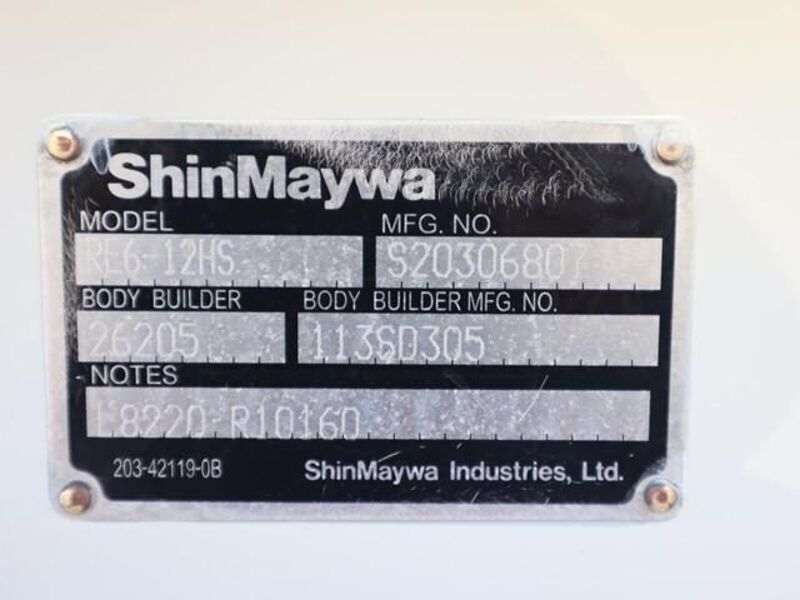 ShinMaywa
MODEL MFG. NO.
RE6-12HS S20306807
BODY BUILDER BODY BUILDER MFG. NO.
26205 113SD305
NOTES
L8220-R10160
203-42119-0B ShinMaywa Industries, Ltd.